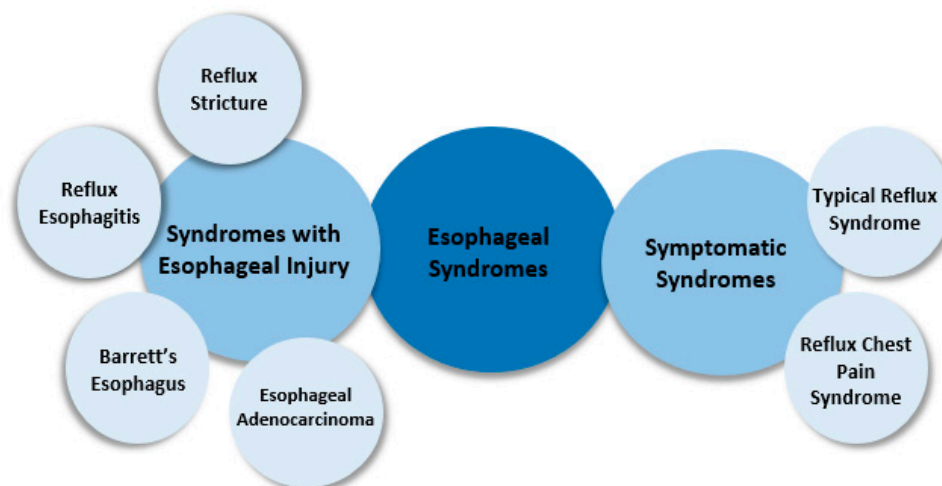 Reflux
Stricture
Reflux
Esophagitis
Syndromes with
Esophageal Injury
Barrett’s
Esophagus
Esophageal
Adenocarcinoma
Esophageal
Syndromes
Symptomatic
Syndromes
Typical Reflux
Syndrome
Reflux Chest
Pain
Syndrome